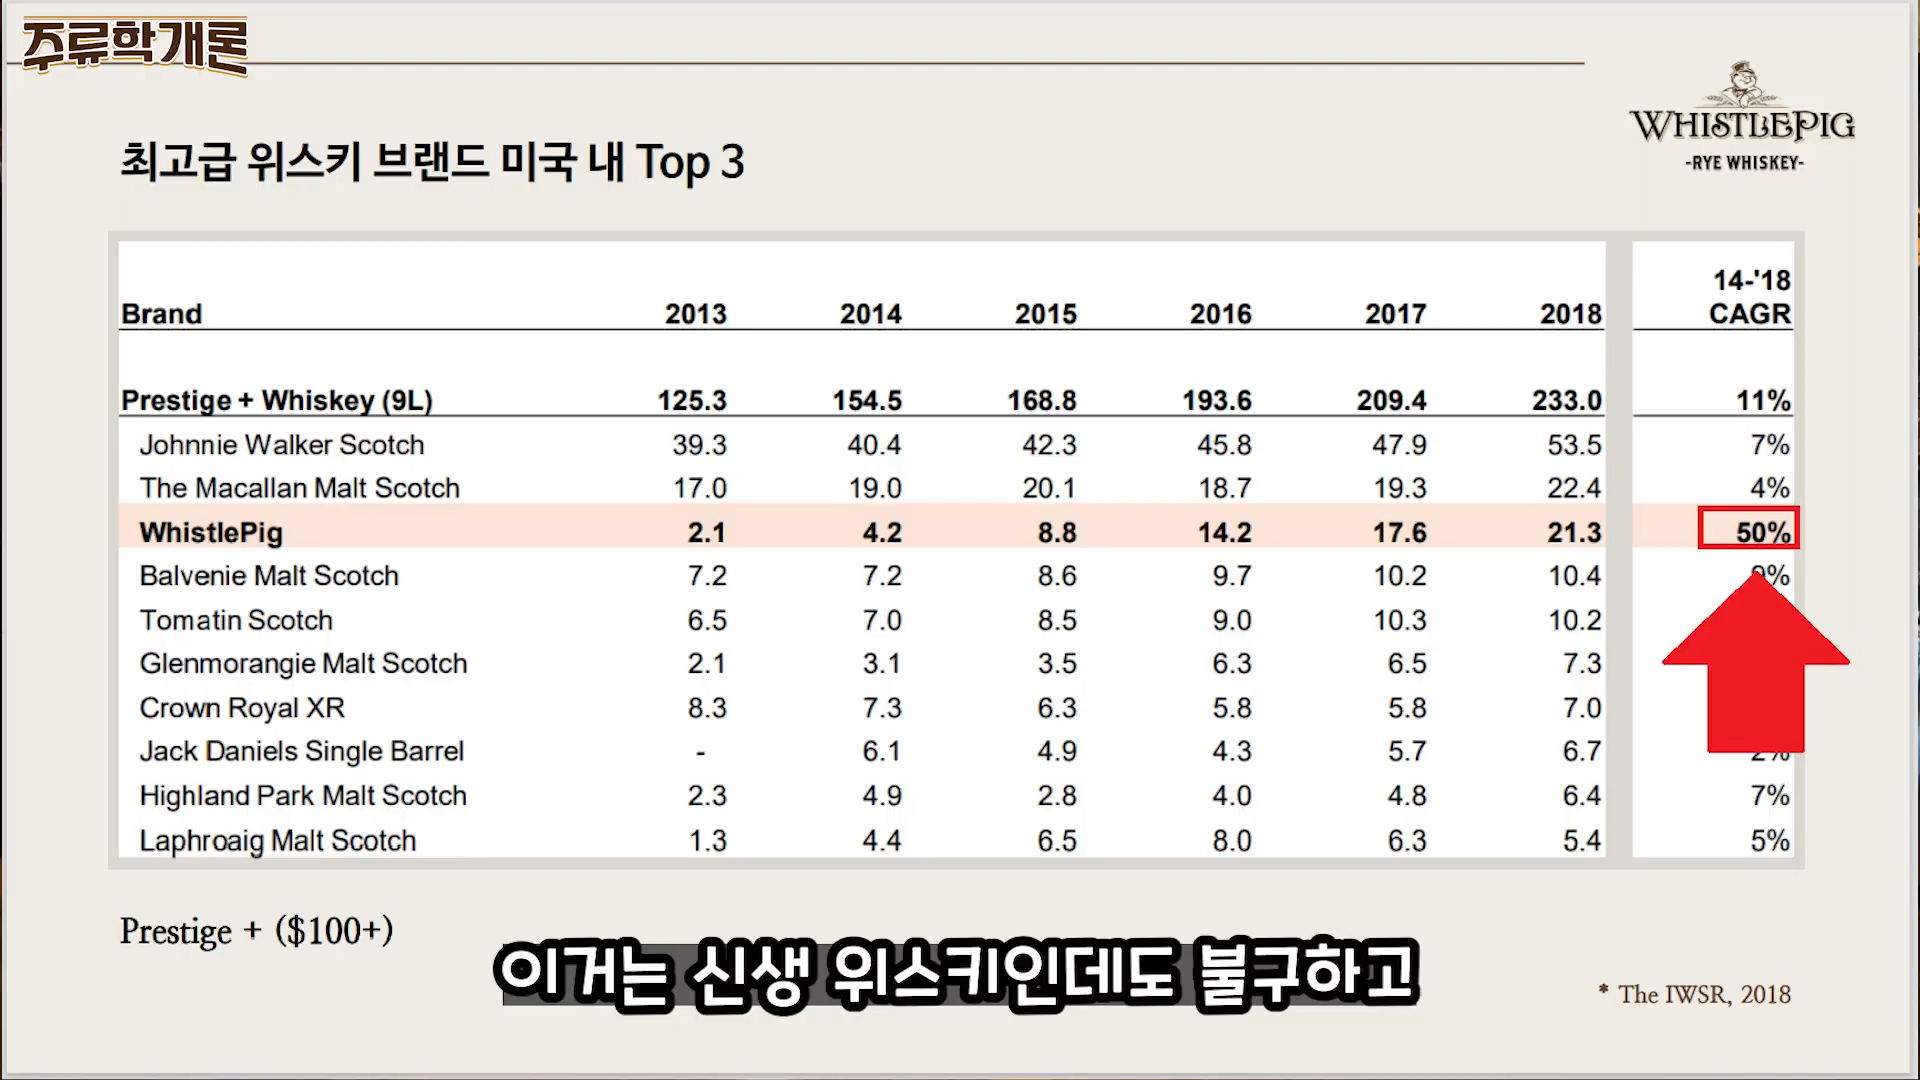 주류학개론
WHISTLEPIG
-RYE WHISKEY-
최고급 위스키 브랜드 미국 내 Top 3
14-'18
Brand 2013 2014 2015 2016 2017 2018 CAGR
Prestige + Whiskey (9L) 125.3 154.5 168.8 193.6 209.4 233.0 11%
Johnnie Walker Scotch 39.3 40.4 42.3 45.8 47.9 53.5 7%
The Macallan Malt Scotch 17.0 19.0 20.1 18.7 19.3 22.4 4%
WhistlePig 2.1 4.2 8.8 14.2 17.6 21.3 50%
Balvenie Malt Scotch 7.2 7.2 8.6 9.7 10.2 10.4
Tomatin Scotch 6.5 7.0 8.5 9.0 10.3 10.2
Glenmorangie Malt Scotch 2.1 3.1 3.5 6.3 6.5 7.3
Crown Royal XR 8.3 7.3 6.3 5.8 5.8 7.0
Jack Daniels Single Barrel - 6.1 4.9 4.3 5.7 6.7
Highland Park Malt Scotch 2.3 4.9 2.8 4.0 4.8 6.4 7%
Laphroaig Malt Scotch 1.3 4.4 6.5 8.0 6.3 5.4 5%
Prestige + ($100+)
이거는 신생 위스키인데도 불구하고
* The IWSR, 2018